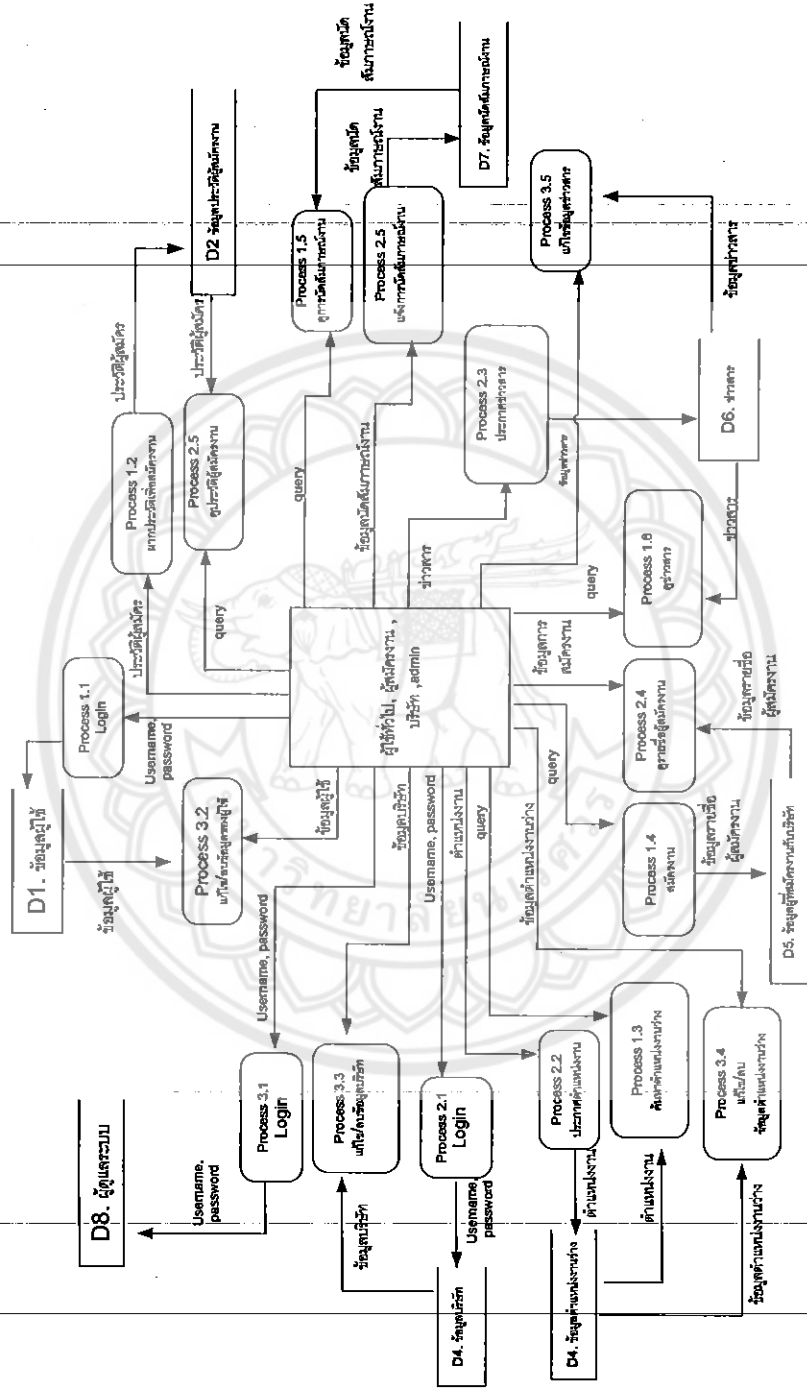 D8. ผู้ดูแลระบบ
Username,
password
Process 3.1
Login
Username, password
D1. ข้อมูลผู้ใช้
ข้อมูลผู้ใช้
Process 3.2
แก้ไข/ลบข้อมูลของผู้ใช้
ข้อมูลผู้ใช้
Process 1.1
Login
Username,
password
ประวัติผู้สมัคร
Process 1.2
ฝากประวัติเพื่อสมัครงาน
ประวัติผู้สมัคร
D2 ข้อมูลประวัติผู้สมัครงาน
ประวัติผู้สมัคร
Process 2.5
ดูประวัติผู้สมัครงาน
query
Process 3.3
แก้ไข/ลบข้อมูลบริษัท
ข้อมูลบริษัท
ข้อมูลบริษัท
D4. ข้อมูลบริษัท
Username,
password
Process 2.1
Login
Username, password
ผู้ใช้ทั่วไป, ผู้สมัครงาน ,
บริษัท ,admin
query
Process 1.5
ดูการนัดสัมภาษณ์งาน
ข้อมูลนัด
สัมภาษณ์งาน
ข้อมูลนัดสัมภาษณ์งาน
Process 2.5
แจ้งการนัดสัมภาษณ์งาน
ข้อมูลนัด
สัมภาษณ์งาน
D7. ข้อมูลนัดสัมภาษณ์งาน
ข่าวสาร
Process 2.3
ประกาศข่าวสาร
ข้อมูลข่าวสาร
Process 3.5
แก้ไขข้อมูลข่าวสาร
ข้อมูลข่าวสาร
D6. ข่าวสาร
ข่าวสาร
Process 1.6
ดูข่าวสาร
query
ข้อมูลการ
สมัครงาน
Process 2.4
ดูรายชื่อผู้สมัครงาน
ข้อมูลรายชื่อ
ผู้สมัครงาน
query
Process 1.4
สมัครงาน
ข้อมูลรายชื่อ
ผู้สมัครงาน
D5. ข้อมูลผู้ที่สมัครงานกับบริษัท
ตำแหน่งงาน
Process 2.2
ประกาศตำแหน่งงาน
ตำแหน่งงาน
D4. ข้อมูลตำแหน่งงานว่าง
query
Process 1.3
ค้นหาตำแหน่งงานว่าง
ตำแหน่งงาน
ข้อมูลตำแหน่งงานว่าง
Process 3.4
แก้ไข/ลบ
ข้อมูลตำแหน่งงานว่าง
ข้อมูลตำแหน่งงานว่าง